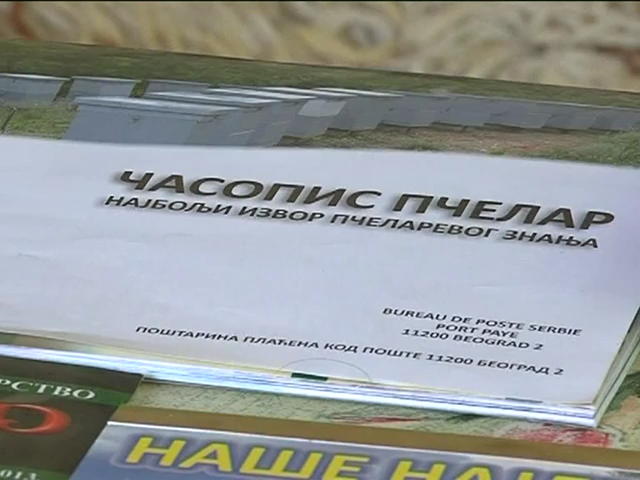 ЧАСОПИС ПЧЕЛАР
НАЈБОЉИ ИЗВОР ПЧЕЛАРЕВОГ ЗНАЊА
BUREAU DE POSTE SERBIE
PORT PAYE
11200 BEOGRAD 2
ПОШТАРИНА ПЛАЋЕНА КОД ПОШТЕ 11200 БЕОГРАД 2
НАШЕ